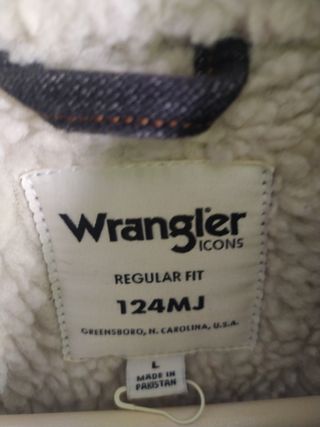 Wrangler
ICONS
REGULAR FIT
124MJ
GREENSBORO, N. CAROLINA, U.S.A.
L
MADE IN
PAKISTAN